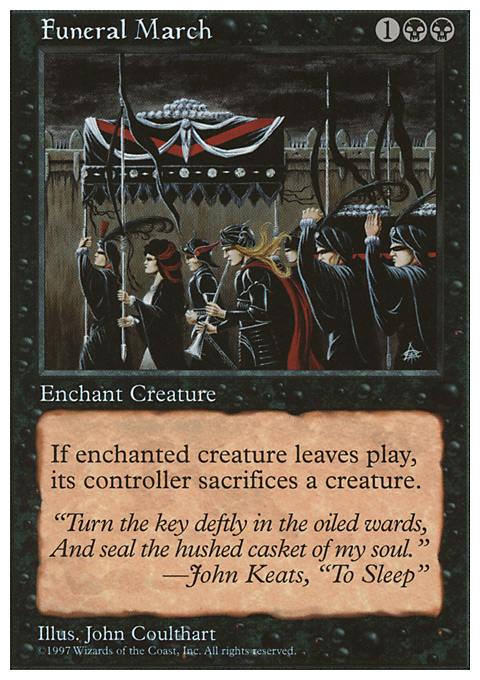 Funeral March 1
Enchant Creature
If enchanted creature leaves play,
its controller sacrifices a creature.
“Turn the key deftly in the oiled wards,
And seal the hushed casket of my soul.”
—John Keats, “To Sleep”
Illus. John Coulthart
©1997 Wizards of the Coast, Inc. All rights reserved.